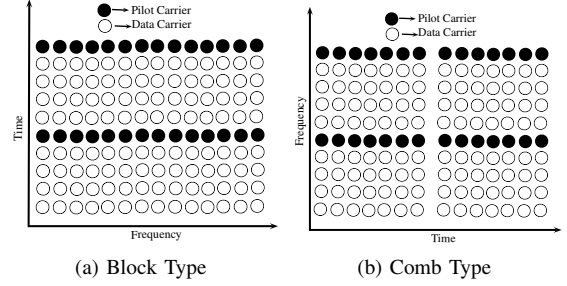 Pilot Carrier
Data Carrier
Time
Frequency
(a) Block Type
Pilot Carrier
Data Carrier
Frequency
Time
(b) Comb Type